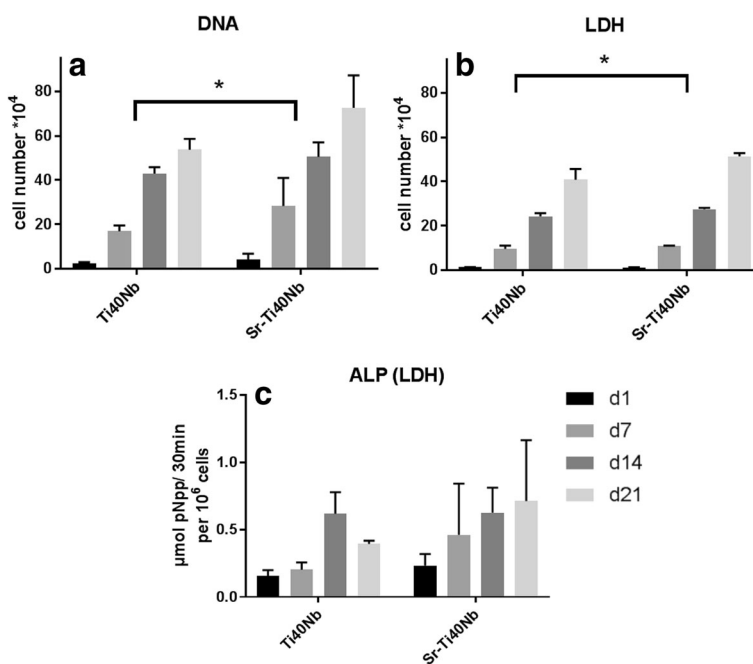 DNA
a
*
cell number *10⁴
80
60
40
20
0
Ti40Nb
Sr-Ti40Nb
LDH
b
*
cell number *10⁴
80
60
40
20
0
Ti40Nb
Sr-Ti40Nb
ALP (LDH)
c
µmol pNpp/ 30min
per 10⁶ cells
1.5
1.0
0.5
0.0
Ti40Nb
Sr-Ti40Nb
d1
d7
d14
d21